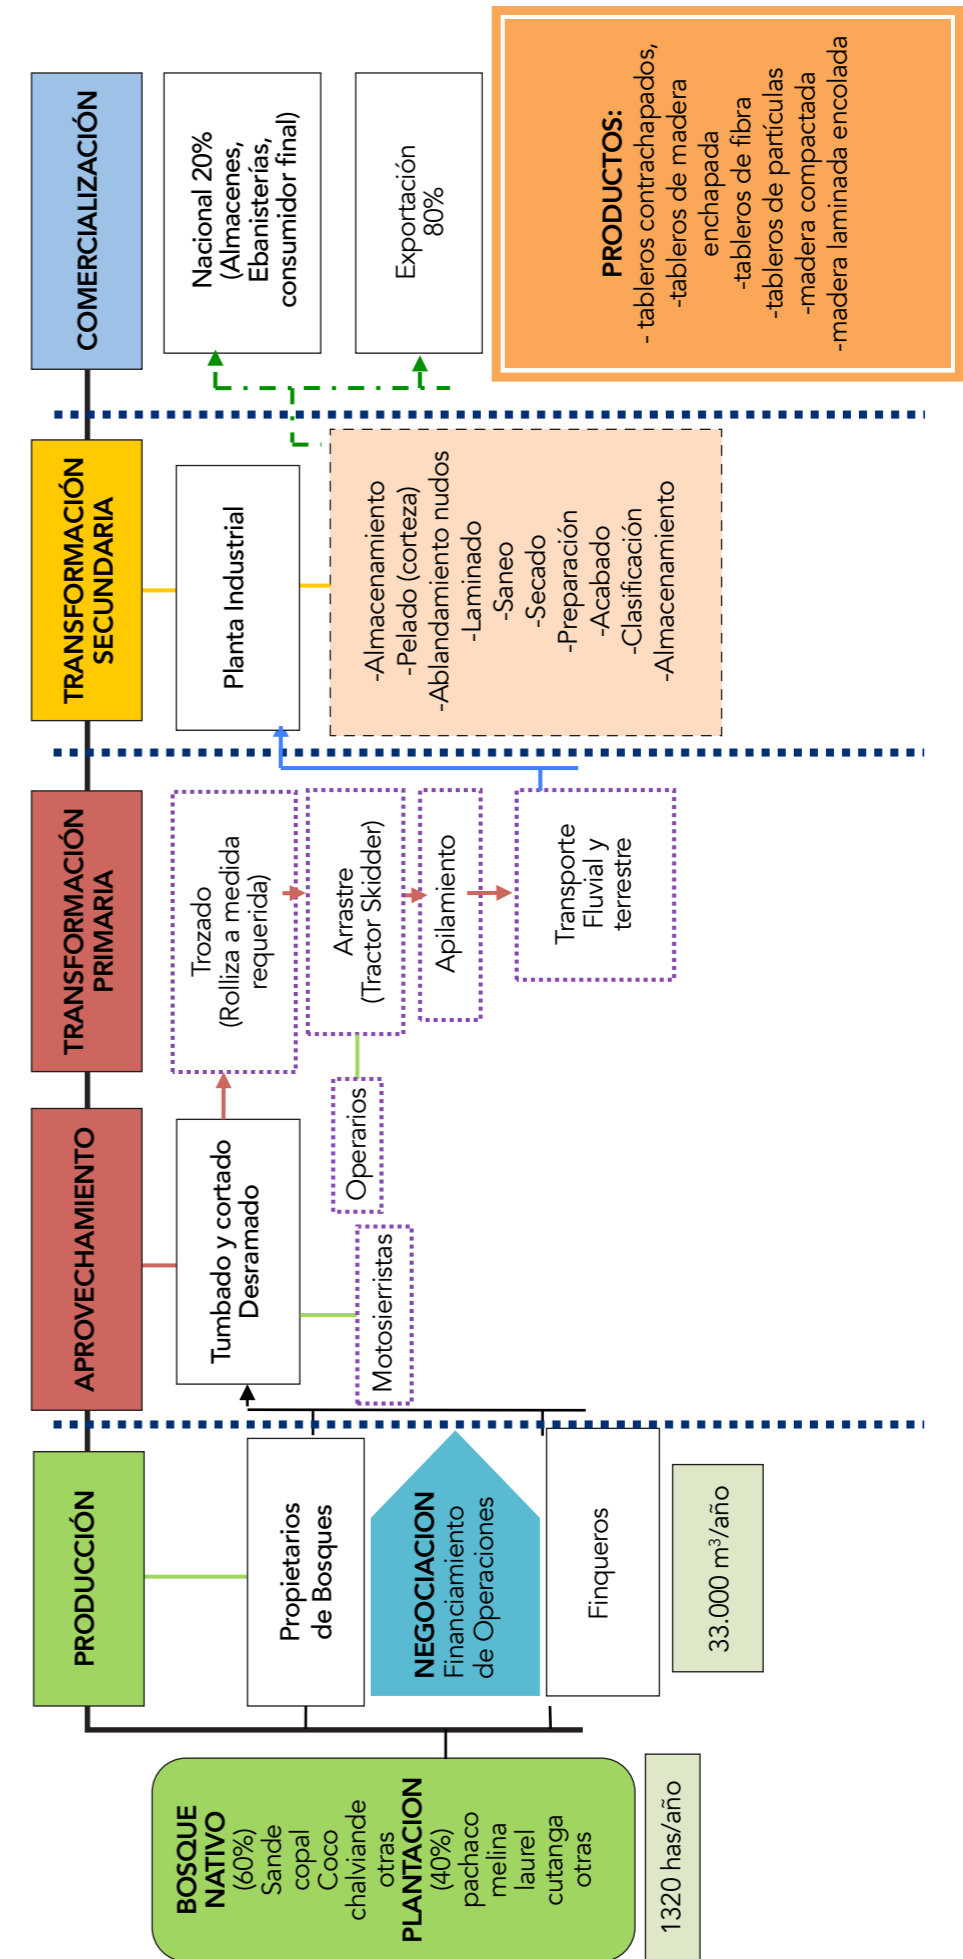 BOSQUE
NATIVO
(60%)
Sande
copal
Coco
chalviande
otras
PLANTACION
(40%)
pachaco
melina
laurel
cutanga
otras
1320 has/año
PRODUCCIÓN
Propietarios
de Bosques
NEGOCIACION
Financiamiento
de Operaciones
Finqueros
33.000 m³/año
APROVECHAMIENTO
Tumbado y cortado
Desramado
Motosierristas
Operarios
TRANSFORMACIÓN
PRIMARIA
Trozado
(Rolliza a medida
requerida)
Arrastre
(Tractor Skidder)
Apilamiento
Transporte
Fluvial y
terrestre
TRANSFORMACIÓN
SECUNDARIA
Planta Industrial
-Almacenamiento
-Pelado (corteza)
-Ablandamiento nudos
-Laminado
-Saneo
-Secado
-Preparación
-Acabado
-Clasificación
-Almacenamiento
COMERCIALIZACIÓN
Nacional 20%
(Almacenes,
Ebanisterías,
consumidor final)
Exportación
80%
PRODUCTOS:
- tableros contrachapados,
-tableros de madera
enchapada
-tableros de fibra
-tableros de partículas
-madera compactada
-madera laminada encolada